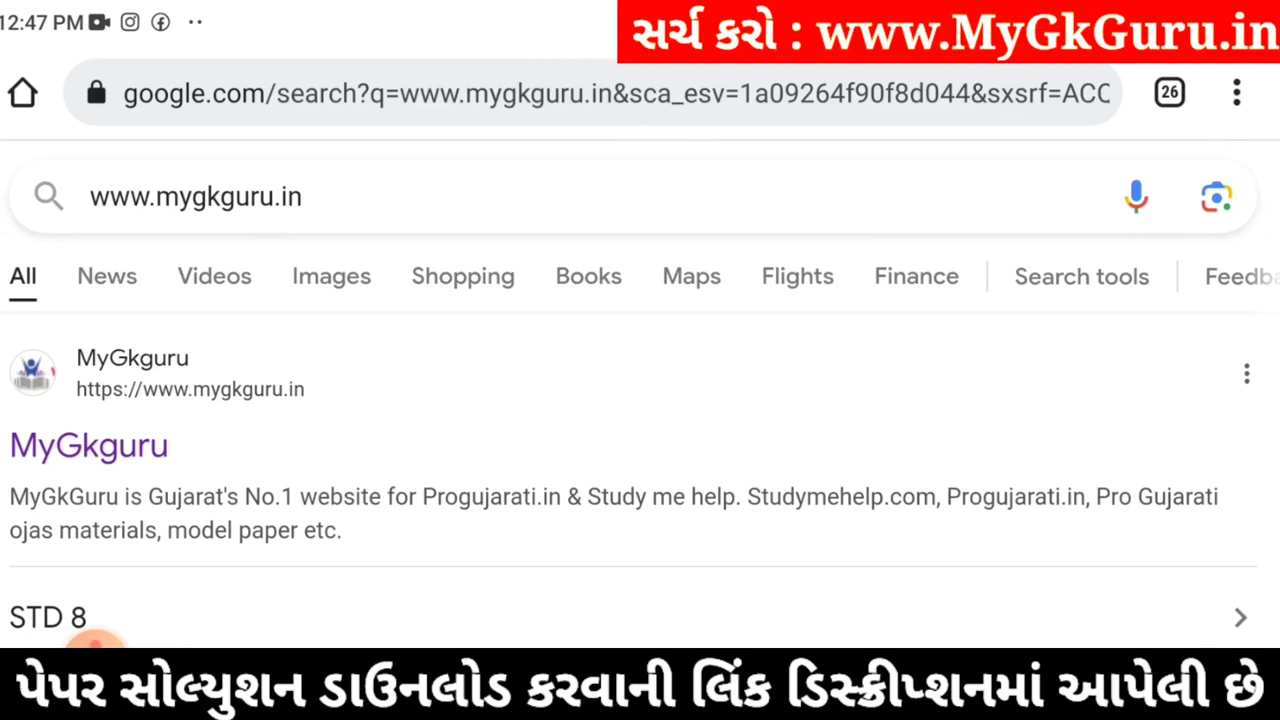 12:47 PM
સર્ચ કરો : www.MyGkGuru.in
google.com/search?q=www.mygkguru.in&sca_esv=1a09264f90f8d044&sxsrf=ACC
26
www.mygkguru.in
All News Videos Images Shopping Books Maps Flights Finance Search tools Feedba
MyGkguru
https://www.mygkguru.in
MyGkguru
MyGkGuru is Gujarat's No.1 website for Progujarati.in & Study me help. Studymehelp.com, Progujarati.in, Pro Gujarati
ojas materials, model paper etc.
STD 8
પેપર સોલ્યુશન ડાઉનલોડ કરવાની લિંક ડિસ્ક્રીપ્શનમાં આપેલી છે